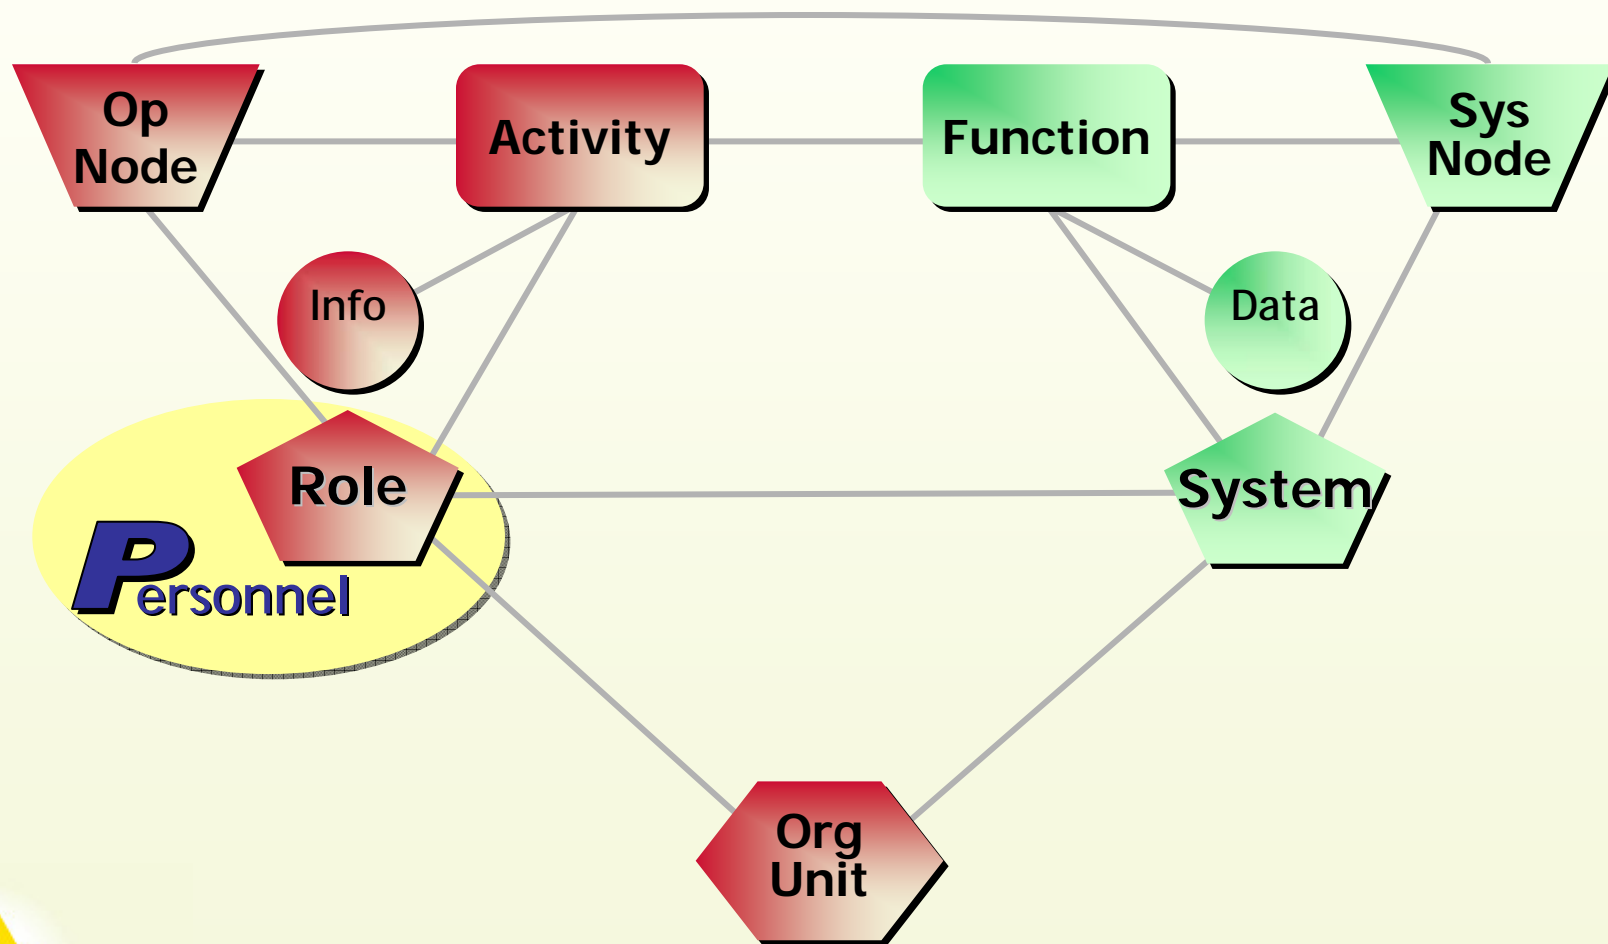 Op
Node
Activity
Function
Sys
Node
Info
Data
Role
System
Personnel
Org
Unit